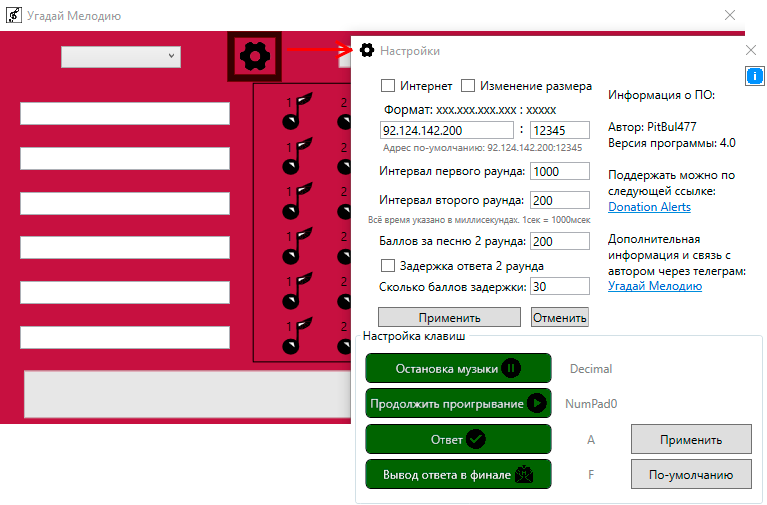 Угадай Мелодию
Настройки
Интернет Изменение размера
Формат: xxx.xxx.xxx.xxx : xxxxx
92.124.142.200 : 12345
Адрес по-умолчанию: 92.124.142.200:12345
Интервал первого раунда: 1000
Интервал второго раунда: 200
Всё время указано в миллисекундах. 1сек = 1000мсек
Баллов за песню 2 раунда: 200
Задержка ответа 2 раунда
Сколько баллов задержки: 30
Применить Отменить
Информация о ПО:
Автор: PitBul477
Версия программы: 4.0
Поддержать можно по
следующей ссылке:
Donation Alerts
Дополнительная
информация и связь с
автором через телеграм:
Угадай Мелодию
Настройка клавиш
Остановка музыки Decimal
Продолжить проигрывание NumPad0
Ответ A Применить
Вывод ответа в финале F По-умолчанию
1 2
1 2
1 2
1 2
1 2
1 2